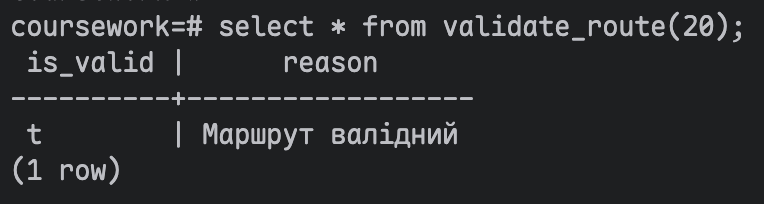 coursework=# select * from validate_route(20);
 is_valid |      reason
----------+------------------
 t        | Маршрут валідний
(1 row)